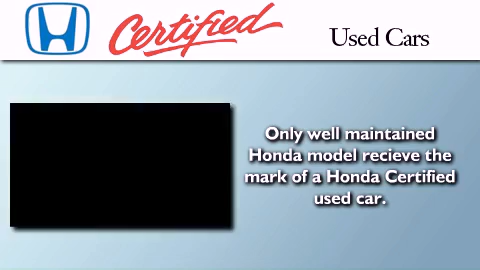 Certified Used Cars
Only well maintained
Honda model recieve the
mark of a Honda Certified
used car.